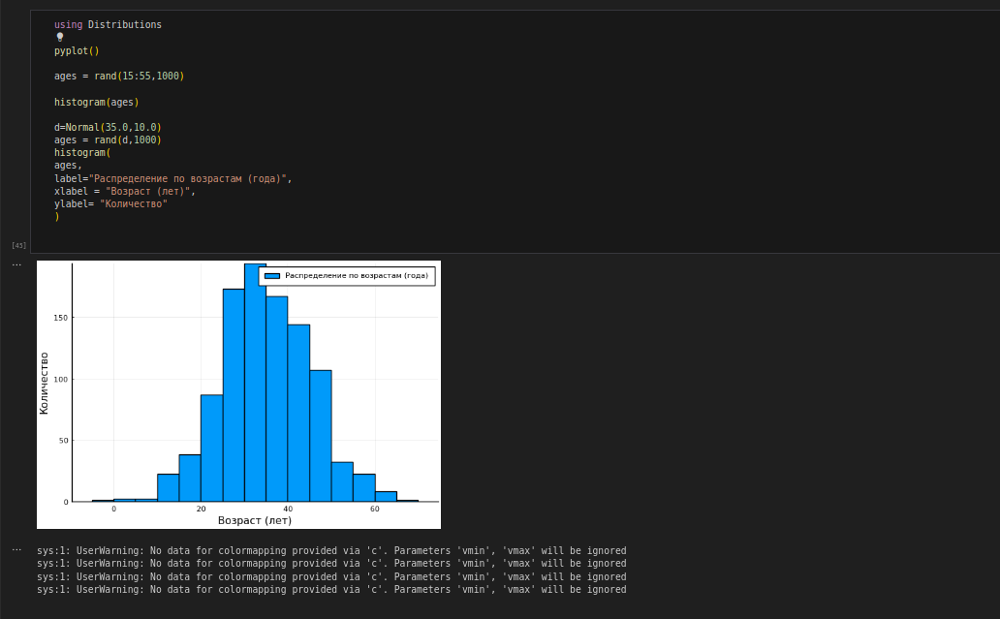 using Distributions
pyplot()
ages = rand(15:55,1000)
histogram(ages)
d=Normal(35.0,10.0)
ages = rand(d,1000)
histogram(
ages,
label="Распределение по возрастам (года)",
xlabel = "Возраст (лет)",
ylabel= "Количество"
)
[45]
...
Распределение по возрастам (года)
150
100
50
0
Количество
0 20 40 60
Возраст (лет)
...
sys:1: UserWarning: No data for colormapping provided via 'c'. Parameters 'vmin', 'vmax' will be ignored
sys:1: UserWarning: No data for colormapping provided via 'c'. Parameters 'vmin', 'vmax' will be ignored
sys:1: UserWarning: No data for colormapping provided via 'c'. Parameters 'vmin', 'vmax' will be ignored
sys:1: UserWarning: No data for colormapping provided via 'c'. Parameters 'vmin', 'vmax' will be ignored